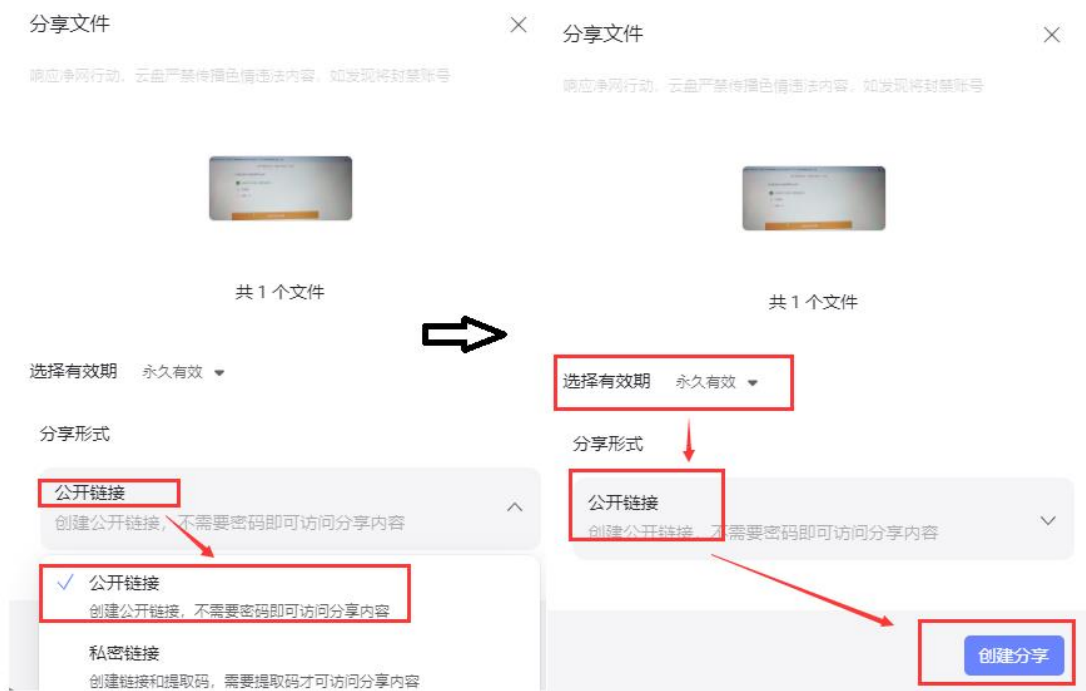 分享文件
响应净网行动，云盘严禁传播色情违法内容，如发现将封禁账号
共 1 个文件
选择有效期 永久有效
分享形式
公开链接
创建公开链接，不需要密码即可访问分享内容
公开链接
创建公开链接，不需要密码即可访问分享内容
私密链接
创建链接和提取码，需要提取码才可访问分享内容
分享文件
响应净网行动，云盘严禁传播色情违法内容，如发现将封禁账号
共 1 个文件
选择有效期 永久有效
分享形式
公开链接
创建公开链接，不需要密码即可访问分享内容
创建分享